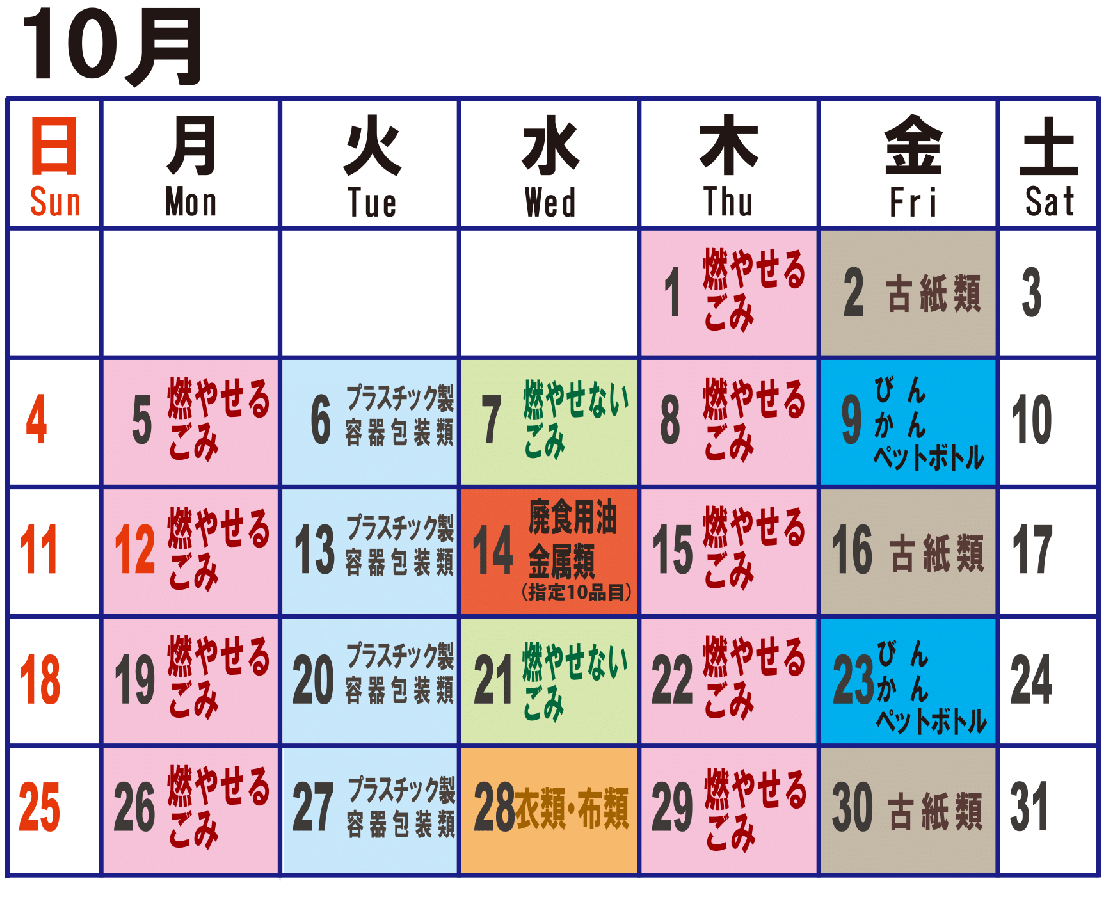 10月
日 月 火 水 木 金 土
Sun Mon Tue Wed Thu Fri Sat
1 燃やせる
ごみ
2 古紙類
3
4
5 燃やせる
ごみ
6 プラスチック製
容器包装類
7 燃やせない
ごみ
8 燃やせる
ごみ
9 びん
かん
ペットボトル
10
11
12 燃やせる
ごみ
13 プラスチック製
容器包装類
14 廃食用油
金属類
(指定10品目)
15 燃やせる
ごみ
16 古紙類
17
18
19 燃やせる
ごみ
20 プラスチック製
容器包装類
21 燃やせない
ごみ
22 燃やせる
ごみ
23 びん
かん
ペットボトル
24
25
26 燃やせる
ごみ
27 プラスチック製
容器包装類
28 衣類・布類
29 燃やせる
ごみ
30 古紙類
31